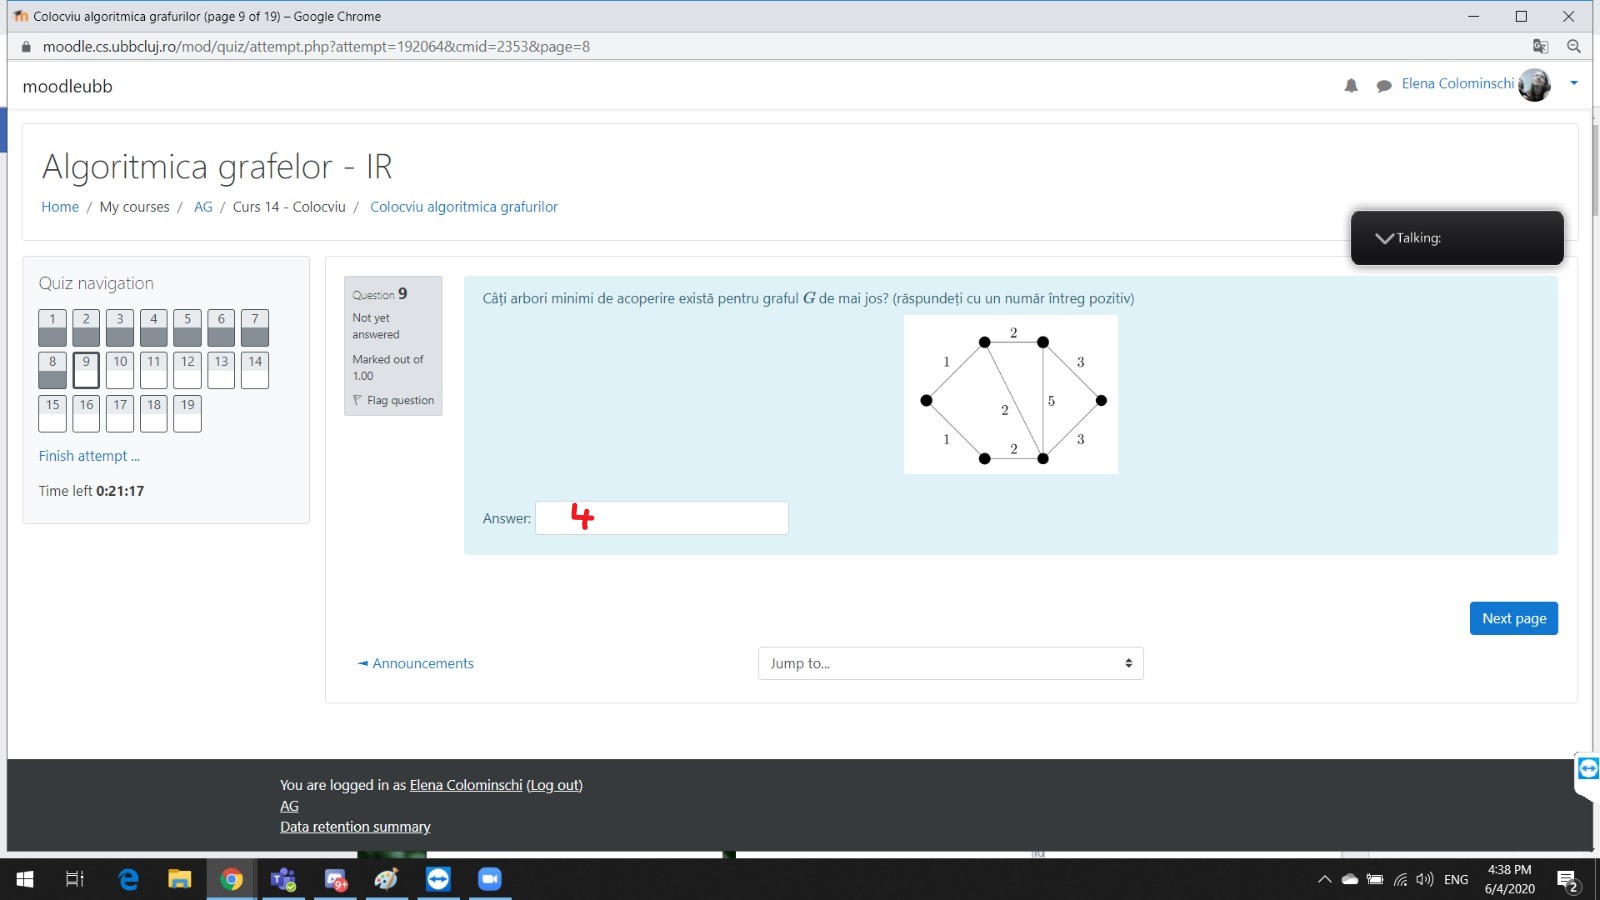 Colocviu algoritmica grafurilor (page 9 of 19) – Google Chrome
moodle.cs.ubbcluj.ro/mod/quiz/attempt.php?attempt=192064&cmid=2353&page=8
moodleubb
Elena Colominschi
Algoritmica grafelor - IR
Home / My courses / AG / Curs 14 - Colocviu / Colocviu algoritmica grafurilor
Talking:
Quiz navigation
1 2 3 4 5 6 7
8 9 10 11 12 13 14
15 16 17 18 19
Finish attempt ...
Time left 0:21:17
Question 9
Not yet
answered
Marked out of
1.00
Flag question
Câți arbori minimi de acoperire există pentru graful G de mai jos? (răspundeți cu un număr întreg pozitiv)
2
1 3
2 5
1 2 3
Answer: 4
Next page
◄ Announcements
Jump to...
You are logged in as Elena Colominschi (Log out)
AG
Data retention summary
9+
ENG
4:38 PM
6/4/2020
2